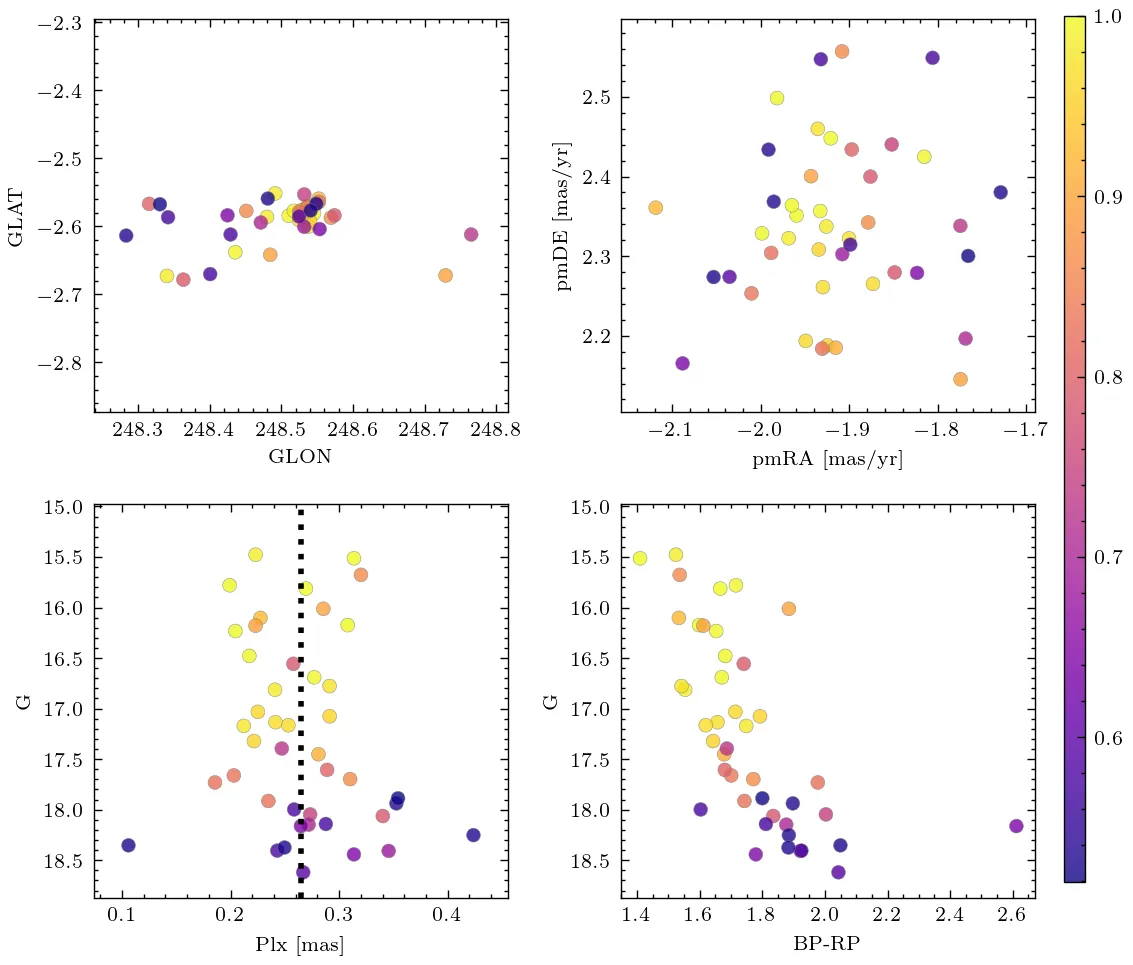 −2.3
−2.4
−2.5
−2.6
−2.7
−2.8
GLAT
248.3 248.4 248.5 248.6 248.7 248.8
GLON
2.5
2.4
2.3
2.2
pmDE [mas/yr]
−2.1 −2.0 −1.9 −1.8 −1.7
pmRA [mas/yr]
1.0
0.9
0.8
0.7
0.6
15.0
15.5
16.0
16.5
17.0
17.5
18.0
18.5
G
0.1 0.2 0.3 0.4
Plx [mas]
15.0
15.5
16.0
16.5
17.0
17.5
18.0
18.5
G
1.4 1.6 1.8 2.0 2.2 2.4 2.6
BP-RP